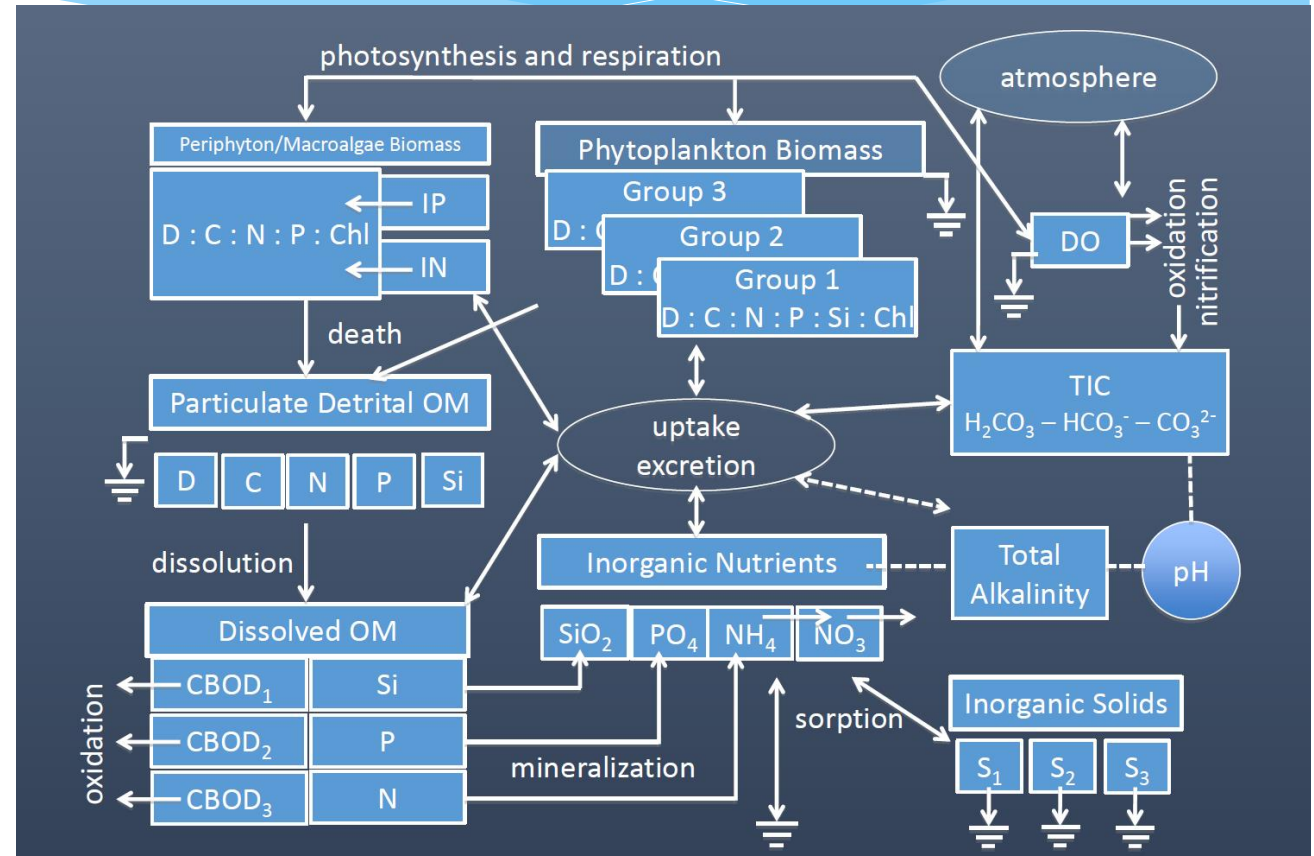 photosynthesis and respiration
atmosphere
Periphyton/Macroalgae Biomass
IP
D : C : N : P : Chl
IN
Phytoplankton Biomass
Group 3
D : C
Group 2
D : C
Group 1
D : C : N : P : Si : Chl
DO
oxidation
nitrification
death
Particulate Detrital OM
D
C
N
P
Si
uptake
excretion
TIC
H₂CO₃ – HCO₃⁻ – CO₃²⁻
dissolution
Inorganic Nutrients
SiO₂
PO₄
NH₄
NO₃
Total
Alkalinity
pH
Dissolved OM
CBOD₁
Si
CBOD₂
P
CBOD₃
N
oxidation
mineralization
sorption
Inorganic Solids
S₁
S₂
S₃